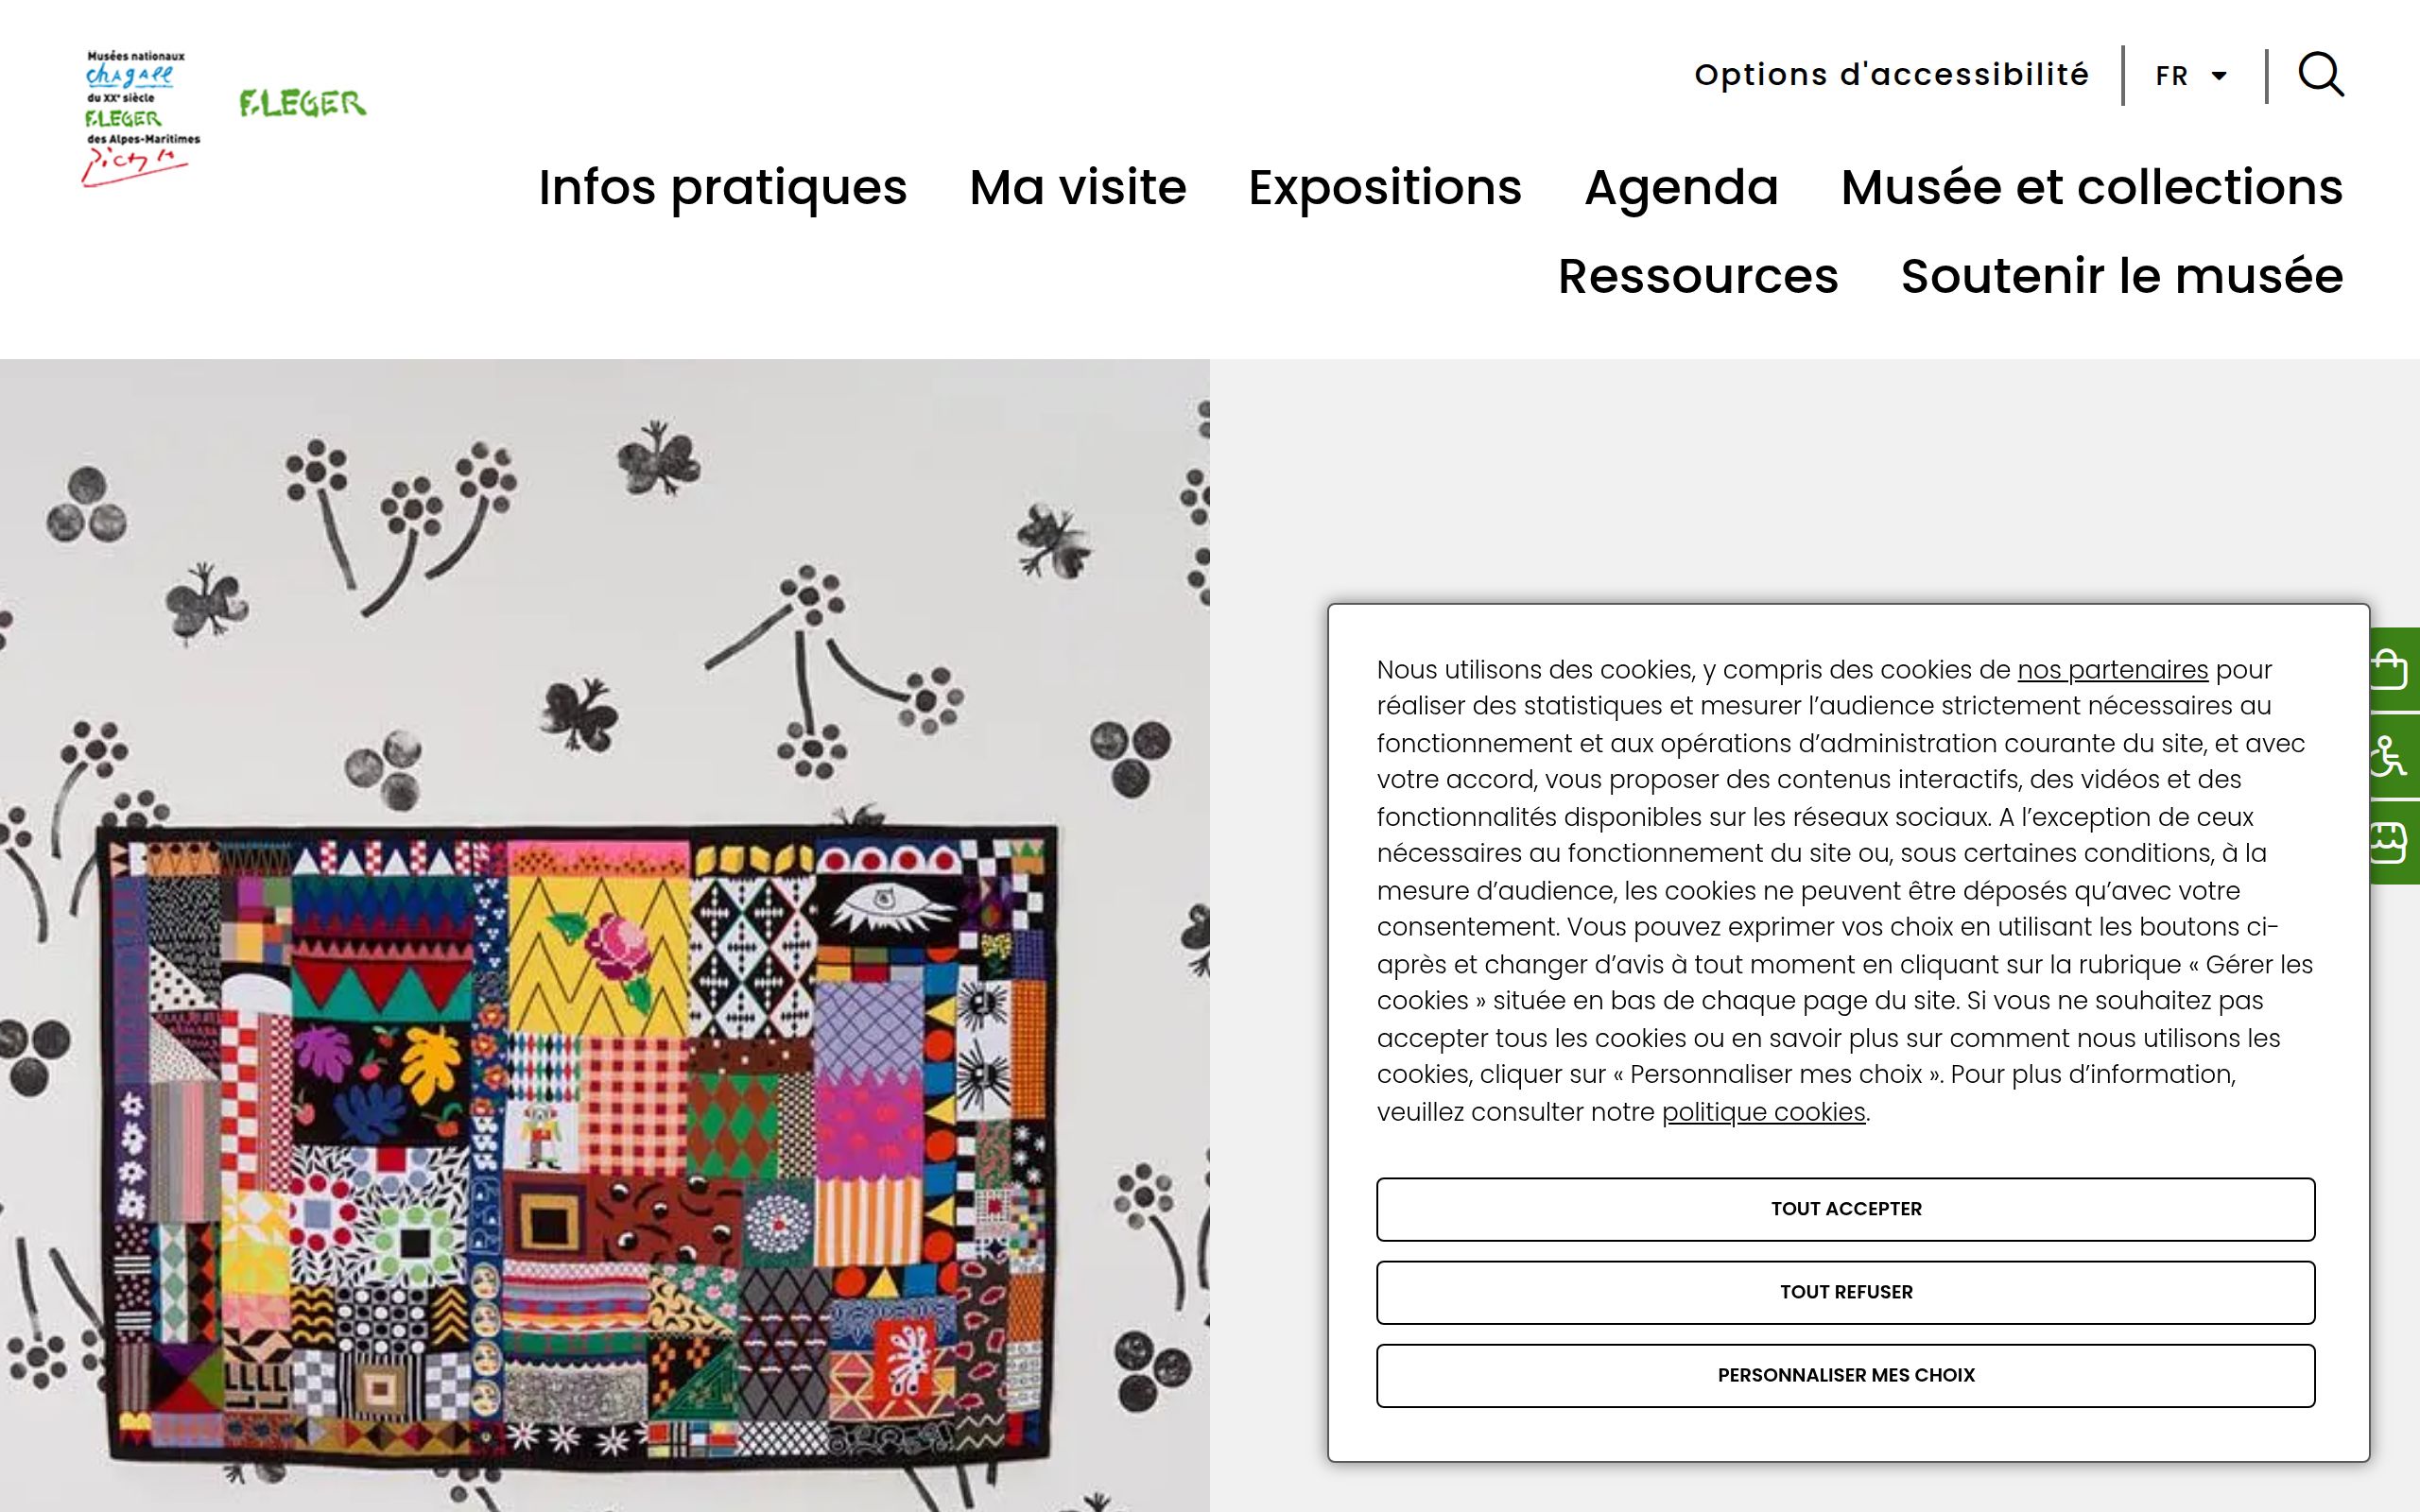 Musées nationaux
chagall
du XXe siècle
F.LEGER
des Alpes-Maritimes
Picasso
F.LEGER
Options d'accessibilité
FR
Infos pratiques
Ma visite
Expositions
Agenda
Musée et collections
Ressources
Soutenir le musée
Nous utilisons des cookies, y compris des cookies de nos partenaires pour
réaliser des statistiques et mesurer l’audience strictement nécessaires au
fonctionnement et aux opérations d’administration courante du site, et avec
votre accord, vous proposer des contenus interactifs, des vidéos et des
fonctionnalités disponibles sur les réseaux sociaux. A l’exception de ceux
nécessaires au fonctionnement du site ou, sous certaines conditions, à la
mesure d’audience, les cookies ne peuvent être déposés qu’avec votre
consentement. Vous pouvez exprimer vos choix en utilisant les boutons ci-
après et changer d’avis à tout moment en cliquant sur la rubrique « Gérer les
cookies » située en bas de chaque page du site. Si vous ne souhaitez pas
accepter tous les cookies ou en savoir plus sur comment nous utilisons les
cookies, cliquer sur « Personnaliser mes choix ». Pour plus d’information,
veuillez consulter notre politique cookies.
TOUT ACCEPTER
TOUT REFUSER
PERSONNALISER MES CHOIX